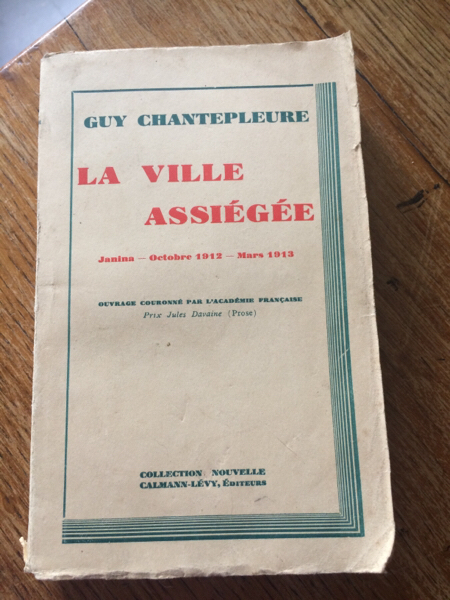 GUY CHANTEPLEURE
LA VILLE
ASSIÉGÉE
Janina — Octobre 1912 — Mars 1913
OUVRAGE COURONNÉ PAR L'ACADÉMIE FRANÇAISE
Prix Jules Davaine (Prose)
COLLECTION NOUVELLE
CALMANN-LÉVY, ÉDITEURS